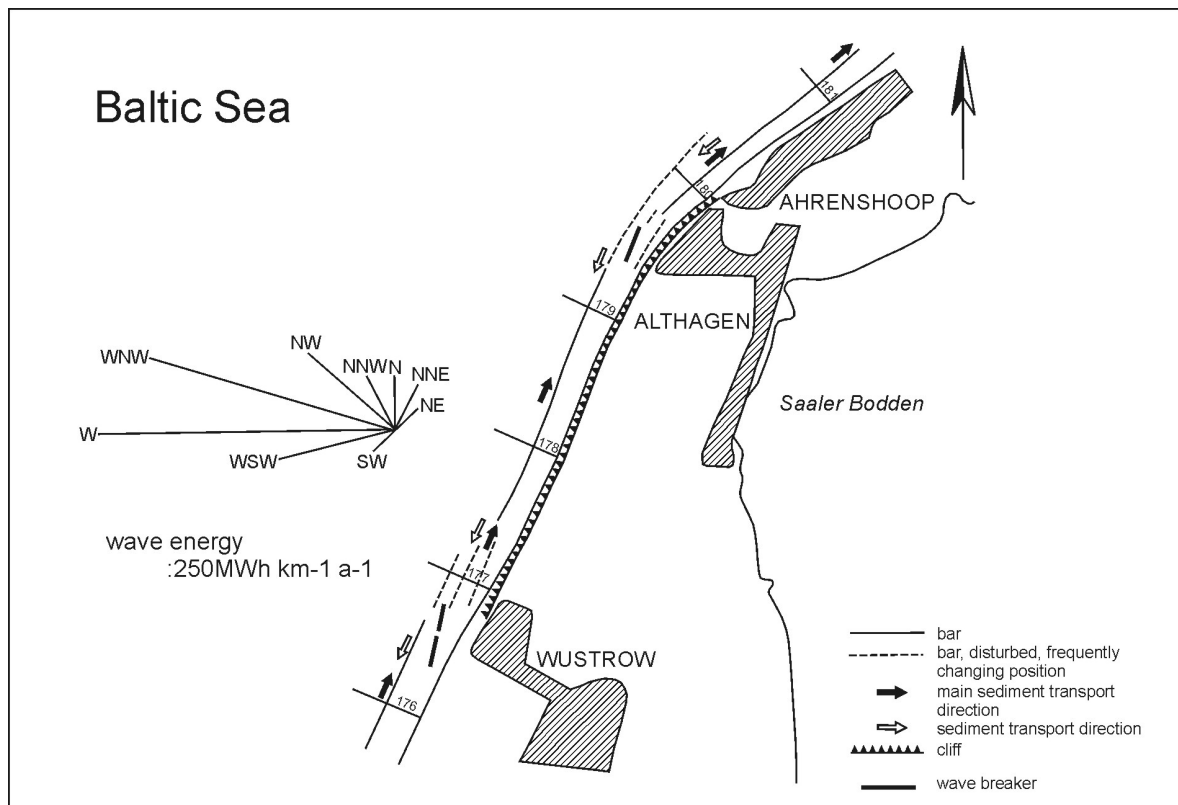 Baltic Sea
181
180
AHRENSHOOP
179
ALTHAGEN
NW
WNW
NNW
N
NNE
NE
W
WSW
SW
Saaler Bodden
178
wave energy
:250MWh km-1 a-1
177
WUSTROW
176
bar
bar, disturbed, frequently
changing position
main sediment transport
direction
sediment transport direction
cliff
wave breaker